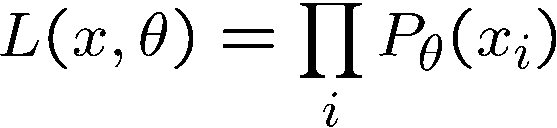 L(x, θ) = ∏_i P_θ(x_i)